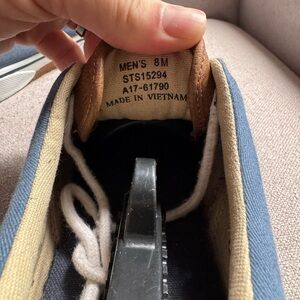 MEN'S 8M
STS15294
A17-61790
MADE IN VIETNAM